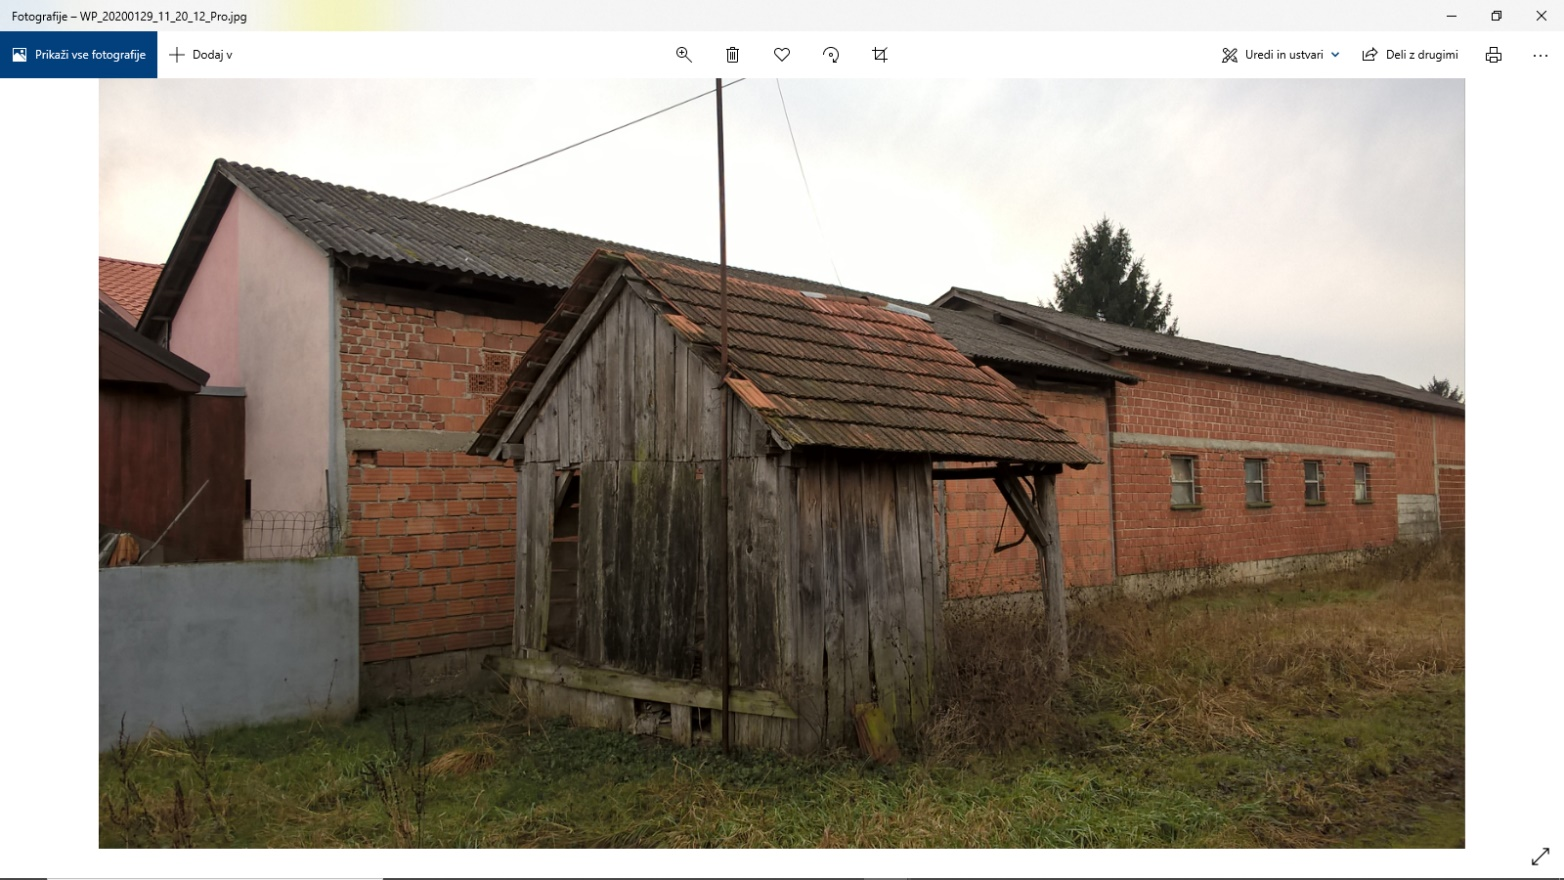 Fotografije – WP_20200129_11_20_12_Pro.jpg
Prikaži vse fotografije
Dodaj v
Uredi in ustvari
Deli z drugimi